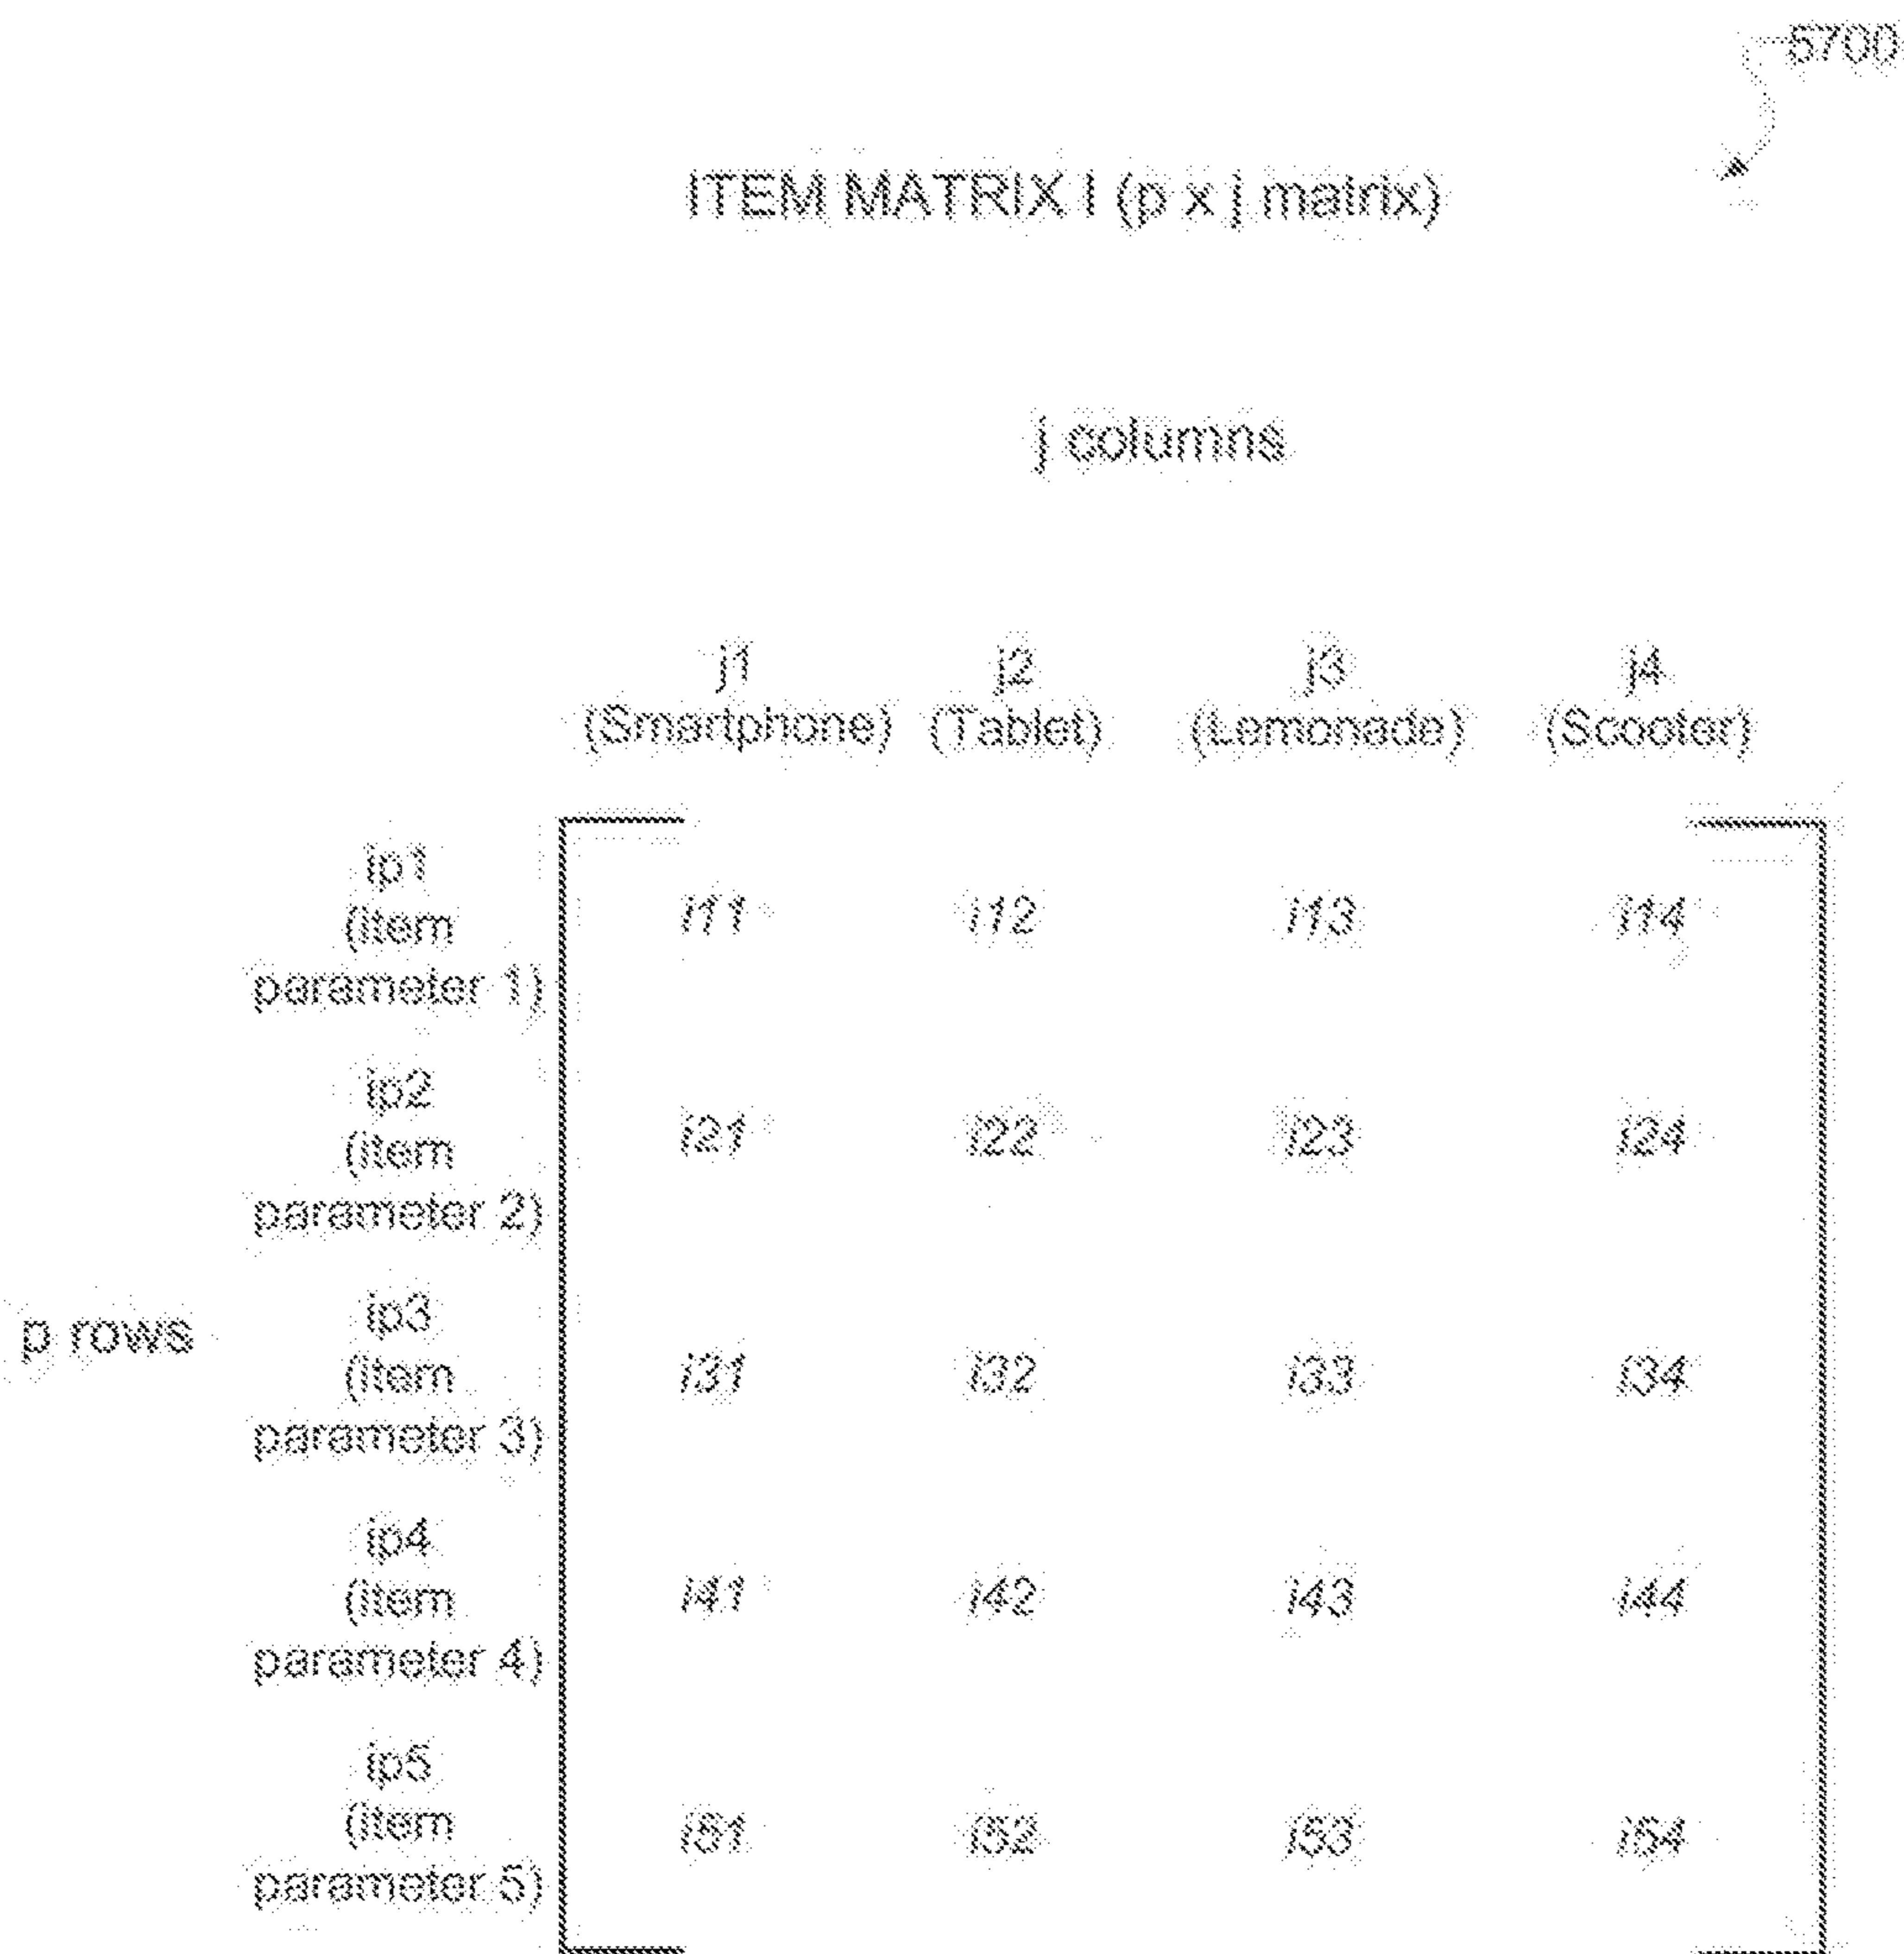 5700
ITEM MATRIX I (p x j matrix)
j columns
j1 j2 j3 j4
(Smartphone) (Tablet) (Lemonade) (Scooter)
ip1
(item
parameter 1)
i11 i12 i13 i14
ip2
(item
parameter 2)
i21 i22 i23 i24
p rows
ip3
(item
parameter 3)
i31 i32 i33 i34
ip4
(item
parameter 4)
i41 i42 i43 i44
ip5
(item
parameter 5)
i51 i52 i53 i54